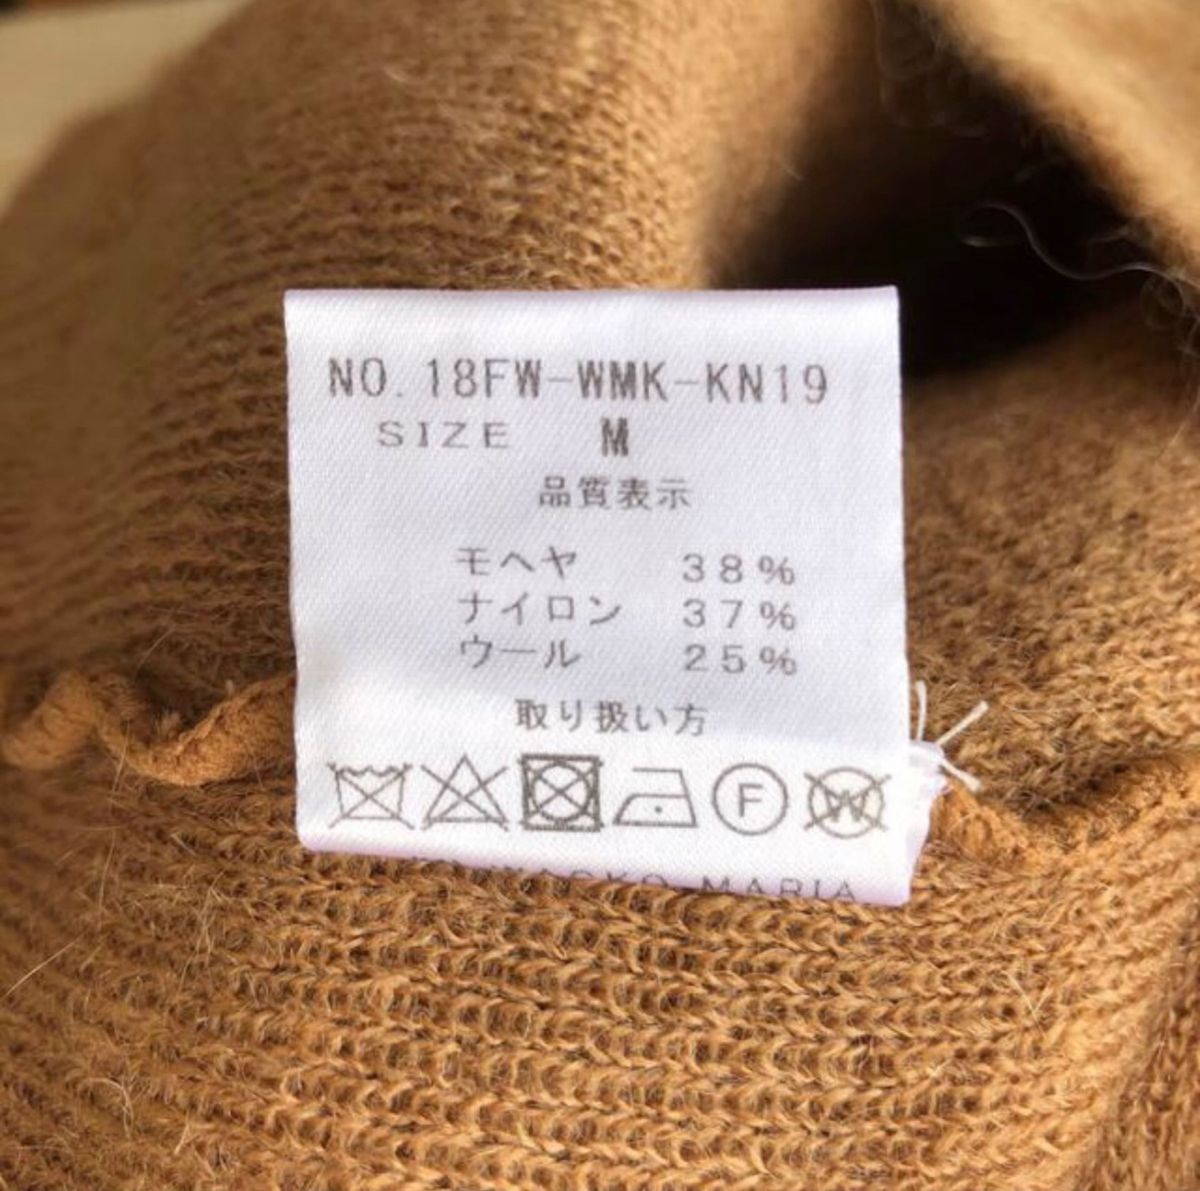 NO.18FW-WMK-KN19
SIZE M
品質表示
モヘヤ 38%
ナイロン 37%
ウール 25%
取り扱い方
F W
MARIA